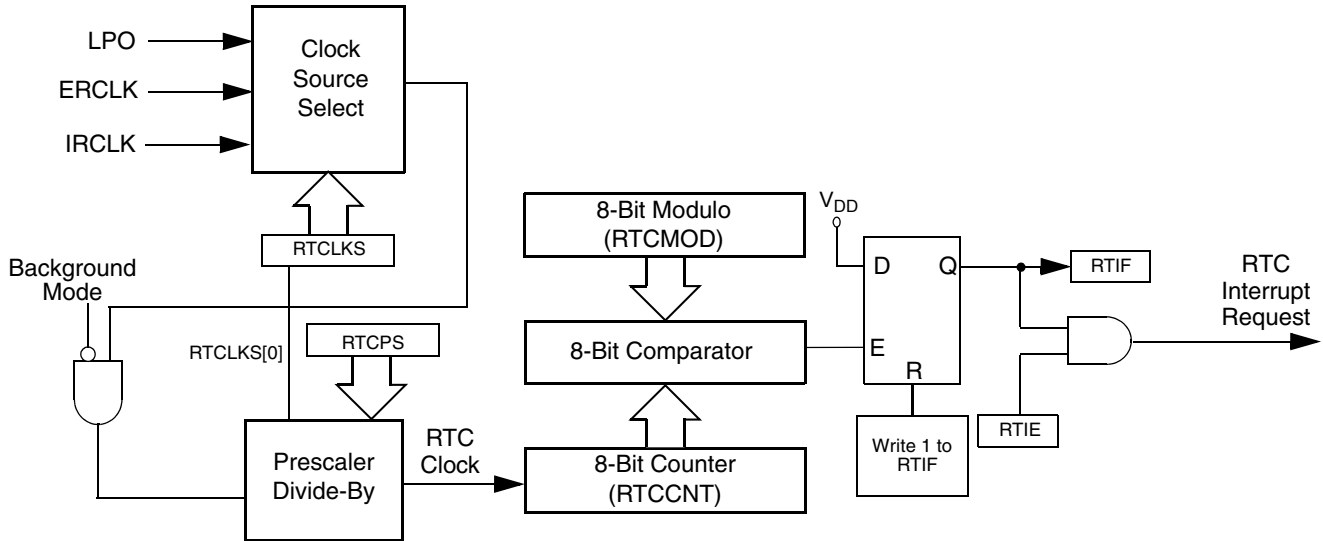 LPO
ERCLK
IRCLK
Clock
Source
Select
RTCLKS
Background
Mode
RTCLKS[0]
RTCPS
Prescaler
Divide-By
RTC
Clock
8-Bit Modulo
(RTCMOD)
8-Bit Comparator
8-Bit Counter
(RTCCNT)
VDD
D
Q
E
R
Write 1 to
RTIF
RTIF
RTIE
RTC
Interrupt
Request